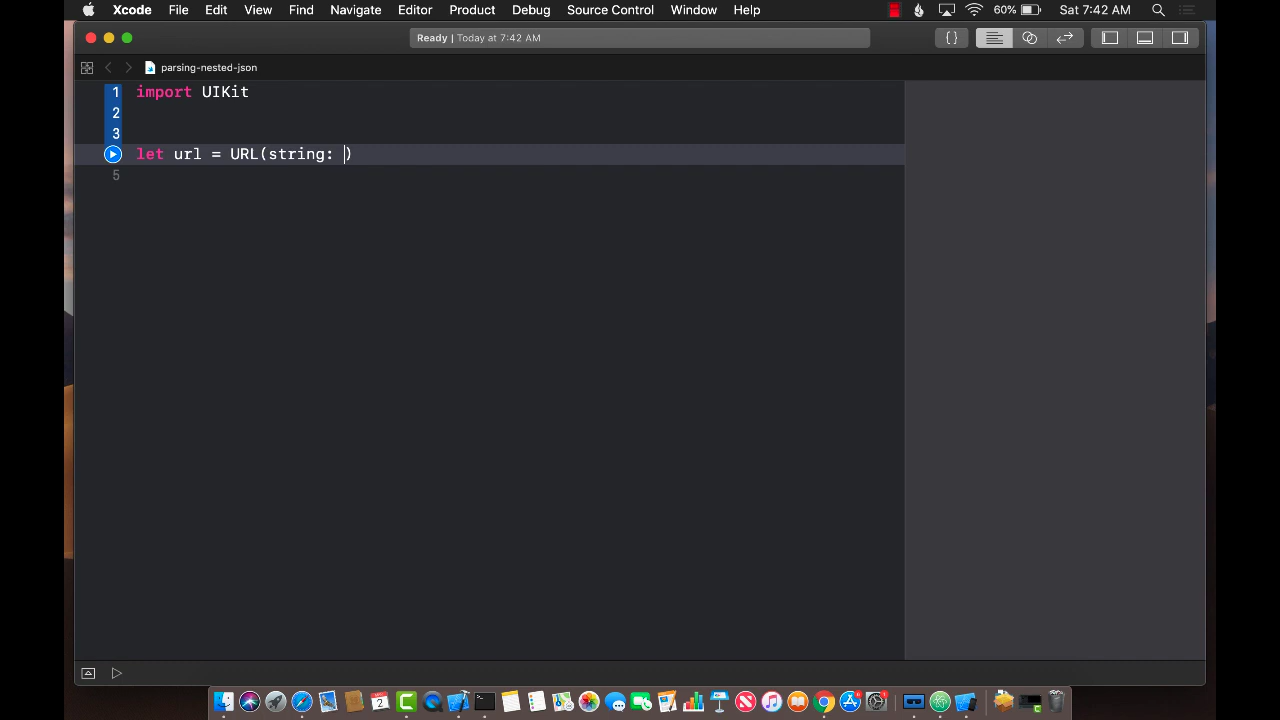 Xcode File Edit View Find Navigate Editor Product Debug Source Control Window Help 60% Sat 7:42 AM
Ready | Today at 7:42 AM { }
parsing-nested-json
1 import UIKit
2
3
let url = URL(string: )
5